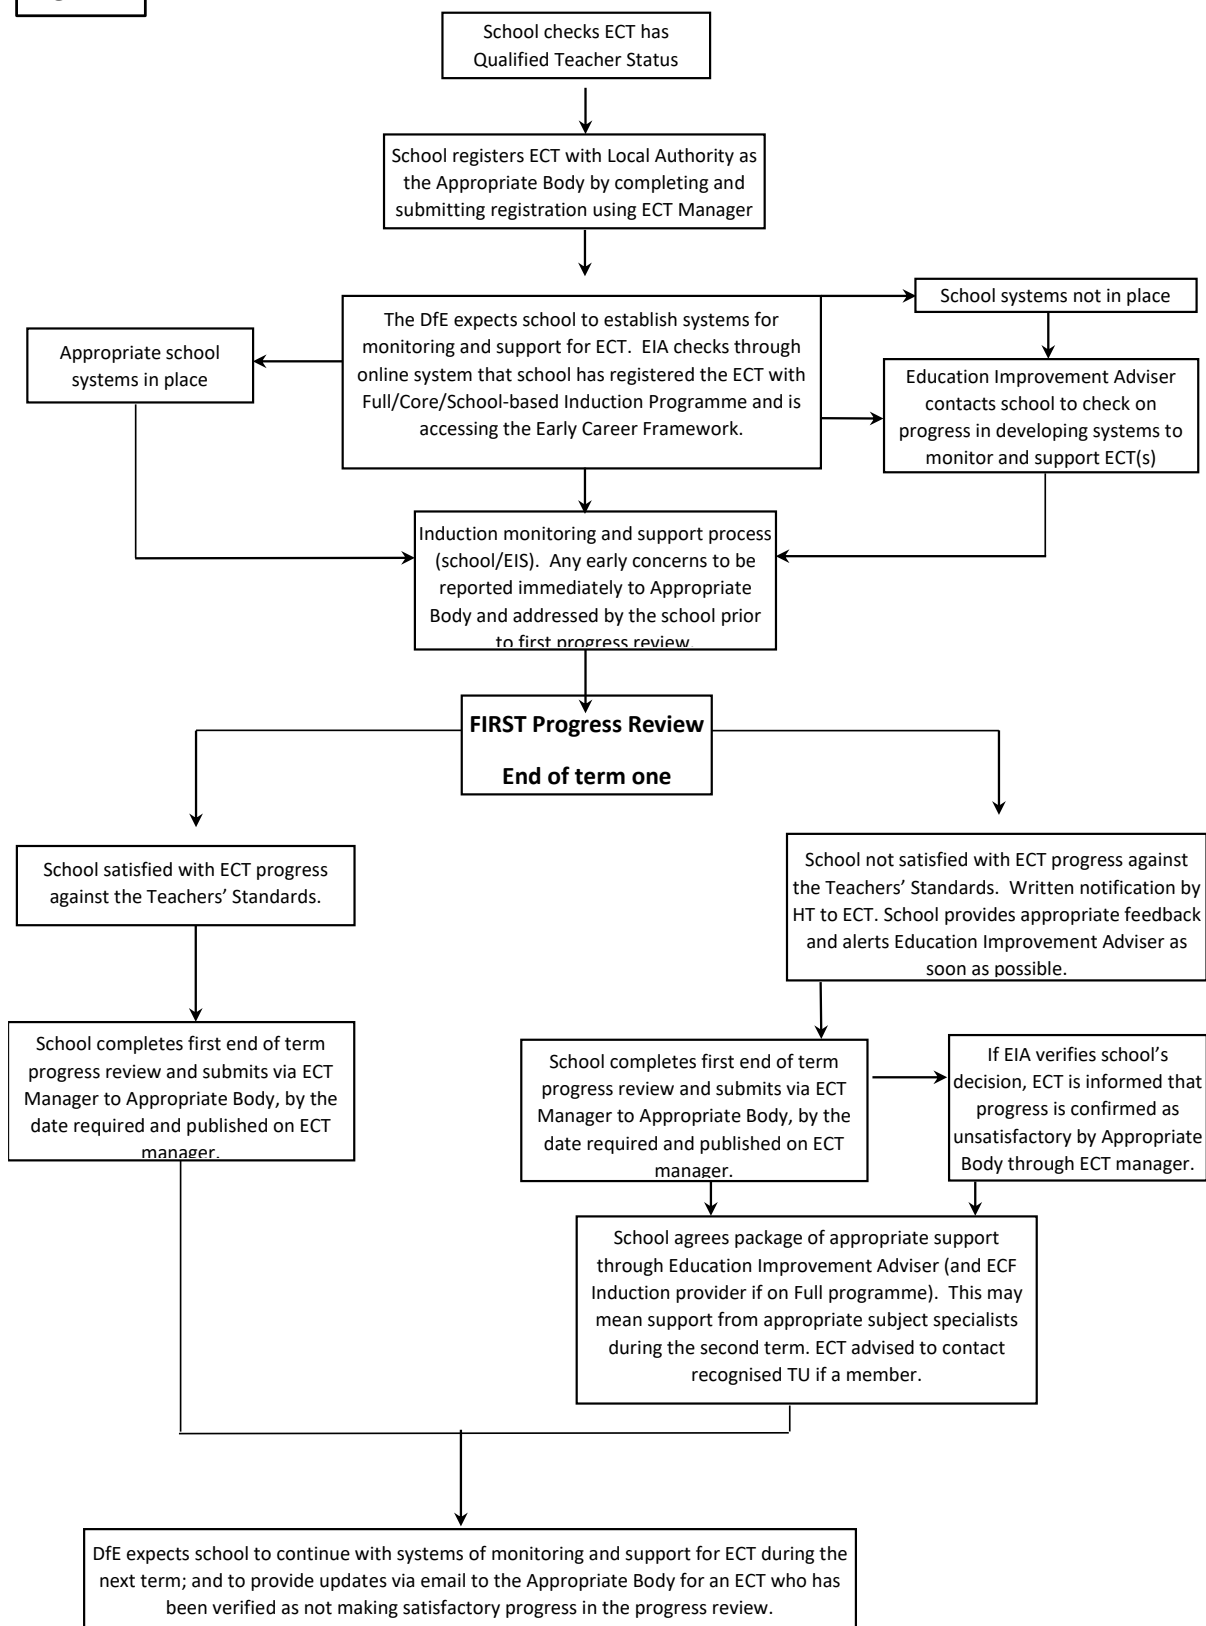 School checks ECT has
Qualified Teacher Status
School registers ECT with Local Authority as
the Appropriate Body by completing and
submitting registration using ECT Manager
School systems not in place
The DfE expects school to establish systems for
monitoring and support for ECT.  EIA checks through
online system that school has registered the ECT with
Full/Core/School-based Induction Programme and is
accessing the Early Career Framework.
Appropriate school
systems in place
Education Improvement Adviser
contacts school to check on
progress in developing systems to
monitor and support ECT(s)
Induction monitoring and support process
(school/EIS).  Any early concerns to be
reported immediately to Appropriate
Body and addressed by the school prior
to first progress review.
FIRST Progress Review
End of term one
School satisfied with ECT progress
against the Teachers’ Standards.
School not satisfied with ECT progress against
the Teachers’ Standards.  Written notification by
HT to ECT. School provides appropriate feedback
and alerts Education Improvement Adviser as
soon as possible.
School completes first end of term
progress review and submits via ECT
Manager to Appropriate Body, by the
date required and published on ECT
manager.
School completes first end of term
progress review and submits via ECT
Manager to Appropriate Body, by the
date required and published on ECT
manager.
If EIA verifies school’s
decision, ECT is informed that
progress is confirmed as
unsatisfactory by Appropriate
Body through ECT manager.
School agrees package of appropriate support
through Education Improvement Adviser (and ECF
Induction provider if on Full programme).  This may
mean support from appropriate subject specialists
during the second term. ECT advised to contact
recognised TU if a member.
DfE expects school to continue with systems of monitoring and support for ECT during the
next term; and to provide updates via email to the Appropriate Body for an ECT who has
been verified as not making satisfactory progress in the progress review.